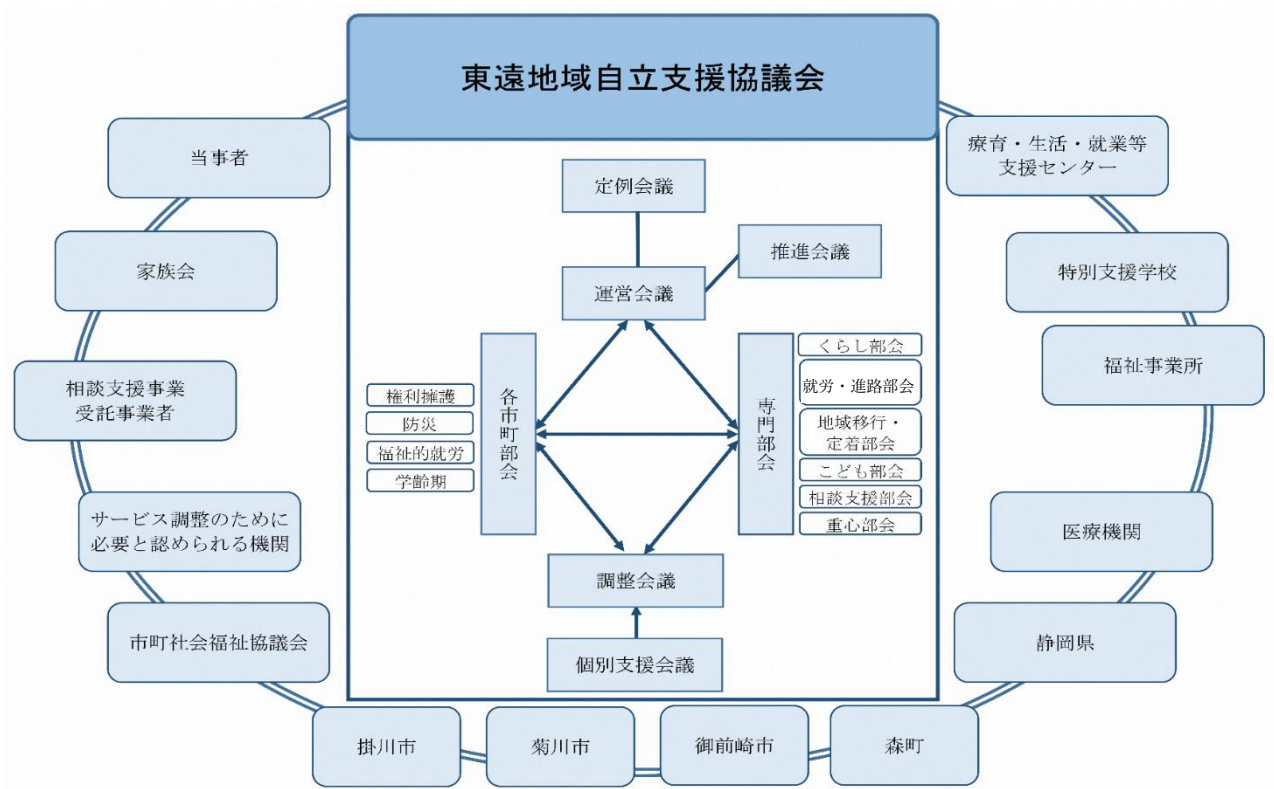 東遠地域自立支援協議会
当事者
家族会
相談支援事業
受託事業者
サービス調整のために
必要と認められる機関
市町社会福祉協議会
定例会議
推進会議
運営会議
各市町部会
権利擁護
防災
福祉的就労
学齢期
専門部会
くらし部会
就労・進路部会
地域移行・
定着部会
こども部会
相談支援部会
重心部会
調整会議
個別支援会議
療育・生活・就業等
支援センター
特別支援学校
福祉事業所
医療機関
静岡県
掛川市
菊川市
御前崎市
森町